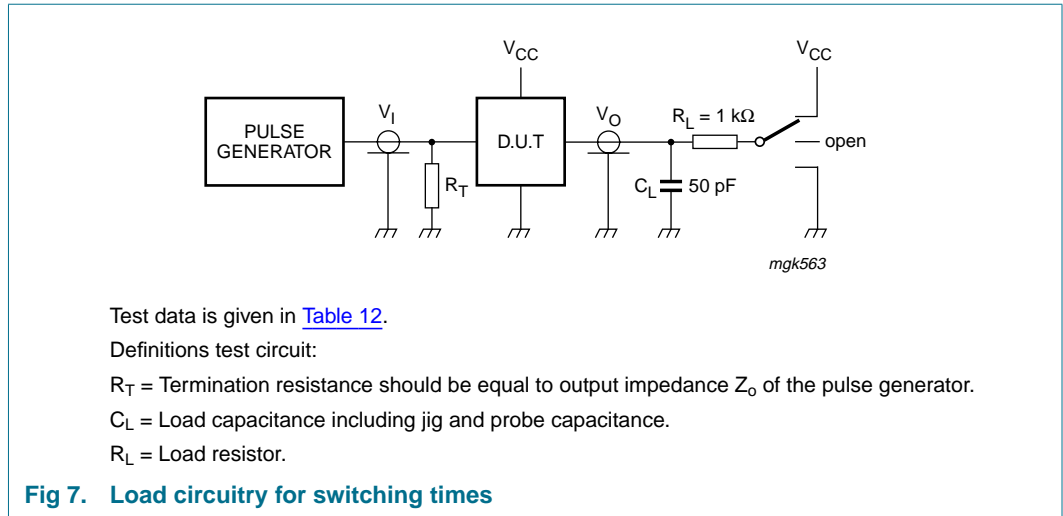 V_CC V_CC
V_I V_O R_L = 1 kΩ
PULSE
GENERATOR
D.U.T
open
R_T C_L 50 pF
mgk563
Test data is given in Table 12.
Definitions test circuit:
R_T = Termination resistance should be equal to output impedance Z_o of the pulse generator.
C_L = Load capacitance including jig and probe capacitance.
R_L = Load resistor.
Fig 7. Load circuitry for switching times